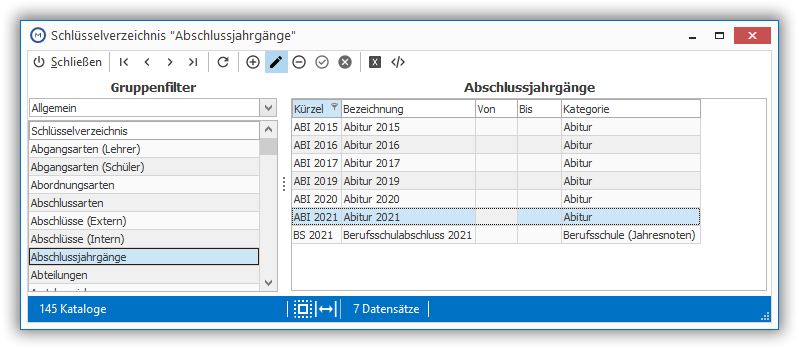 Schlüsselverzeichnis "Abschlussjahrgänge"
Schließen
Gruppenfilter
Allgemein
Schlüsselverzeichnis
Abgangsarten (Lehrer)
Abgangsarten (Schüler)
Abordnungsarten
Abschlussarten
Abschlüsse (Extern)
Abschlüsse (Intern)
Abschlussjahrgänge
Abteilungen
Abschlussjahrgänge
Kürzel Bezeichnung Von Bis Kategorie
ABI 2015 Abitur 2015 Abitur
ABI 2016 Abitur 2016 Abitur
ABI 2017 Abitur 2017 Abitur
ABI 2019 Abitur 2019 Abitur
ABI 2020 Abitur 2020 Abitur
ABI 2021 Abitur 2021 Abitur
BS 2021 Berufsschulabschluss 2021 Berufsschule (Jahresnoten)
145 Kataloge
7 Datensätze